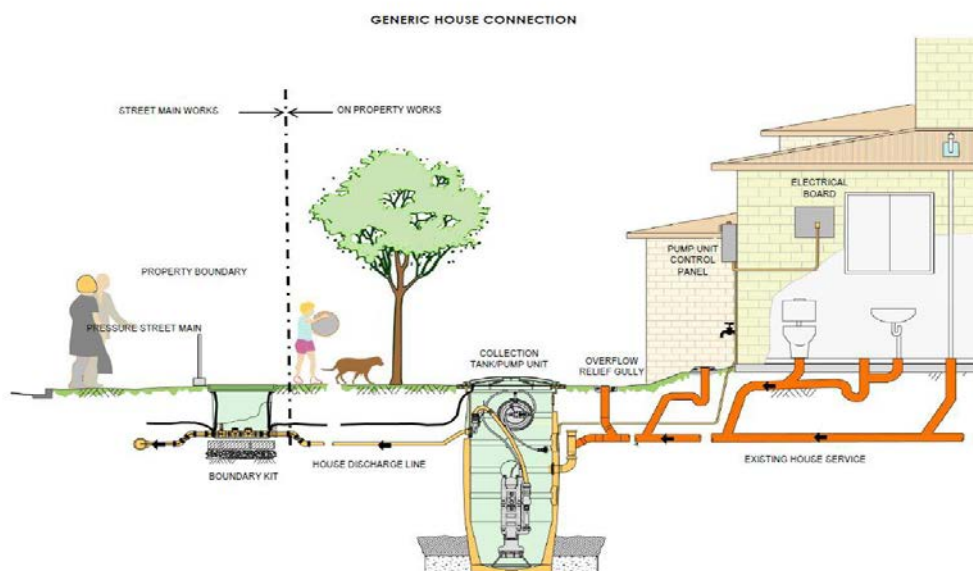 GENERIC HOUSE CONNECTION
STREET MAIN WORKS
ON PROPERTY WORKS
ELECTRICAL
BOARD
PUMP UNIT
CONTROL
PANEL
PROPERTY BOUNDARY
PRESSURE STREET MAIN
COLLECTION
TANK/PUMP UNIT
OVERFLOW
RELIEF GULLY
HOUSE DISCHARGE LINE
EXISTING HOUSE SERVICE
BOUNDARY KIT